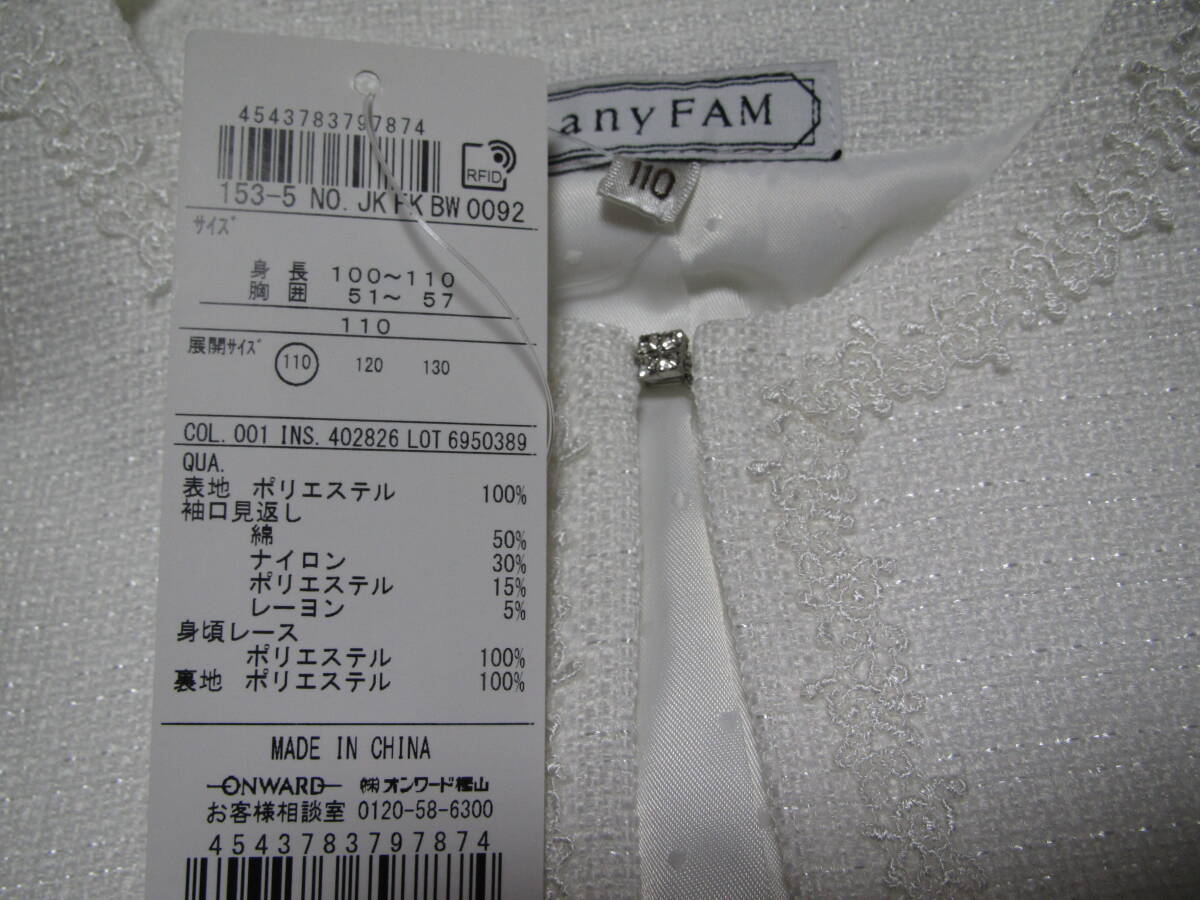 4543783797874
RFID
153-5 NO. JKFKBW0092
サイズ
身 長 100～110
胸 囲 51～ 57
110
展開サイズ
110 120 130
COL. 001 INS. 402826 LOT 6950389
QUA.
表地 ポリエステル 100%
袖口見返し
綿 50%
ナイロン 30%
ポリエステル 15%
レーヨン 5%
身頃レース
ポリエステル 100%
裏地 ポリエステル 100%
MADE IN CHINA
ONWARD ㈱オンワード樫山
お客様相談室 0120-58-6300
4543783797874
anyFAM
110